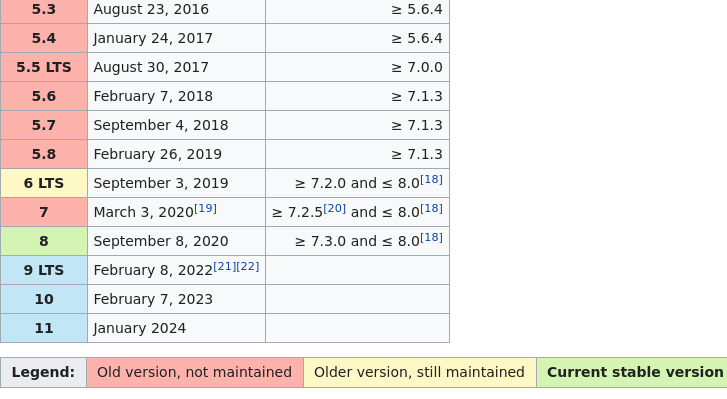 5.3 August 23, 2016 ≥ 5.6.4
5.4 January 24, 2017 ≥ 5.6.4
5.5 LTS August 30, 2017 ≥ 7.0.0
5.6 February 7, 2018 ≥ 7.1.3
5.7 September 4, 2018 ≥ 7.1.3
5.8 February 26, 2019 ≥ 7.1.3
6 LTS September 3, 2019 ≥ 7.2.0 and ≤ 8.0[18]
7 March 3, 2020[19] ≥ 7.2.5[20] and ≤ 8.0[18]
8 September 8, 2020 ≥ 7.3.0 and ≤ 8.0[18]
9 LTS February 8, 2022[21][22]
10 February 7, 2023
11 January 2024
Legend: Old version, not maintained Older version, still maintained Current stable version